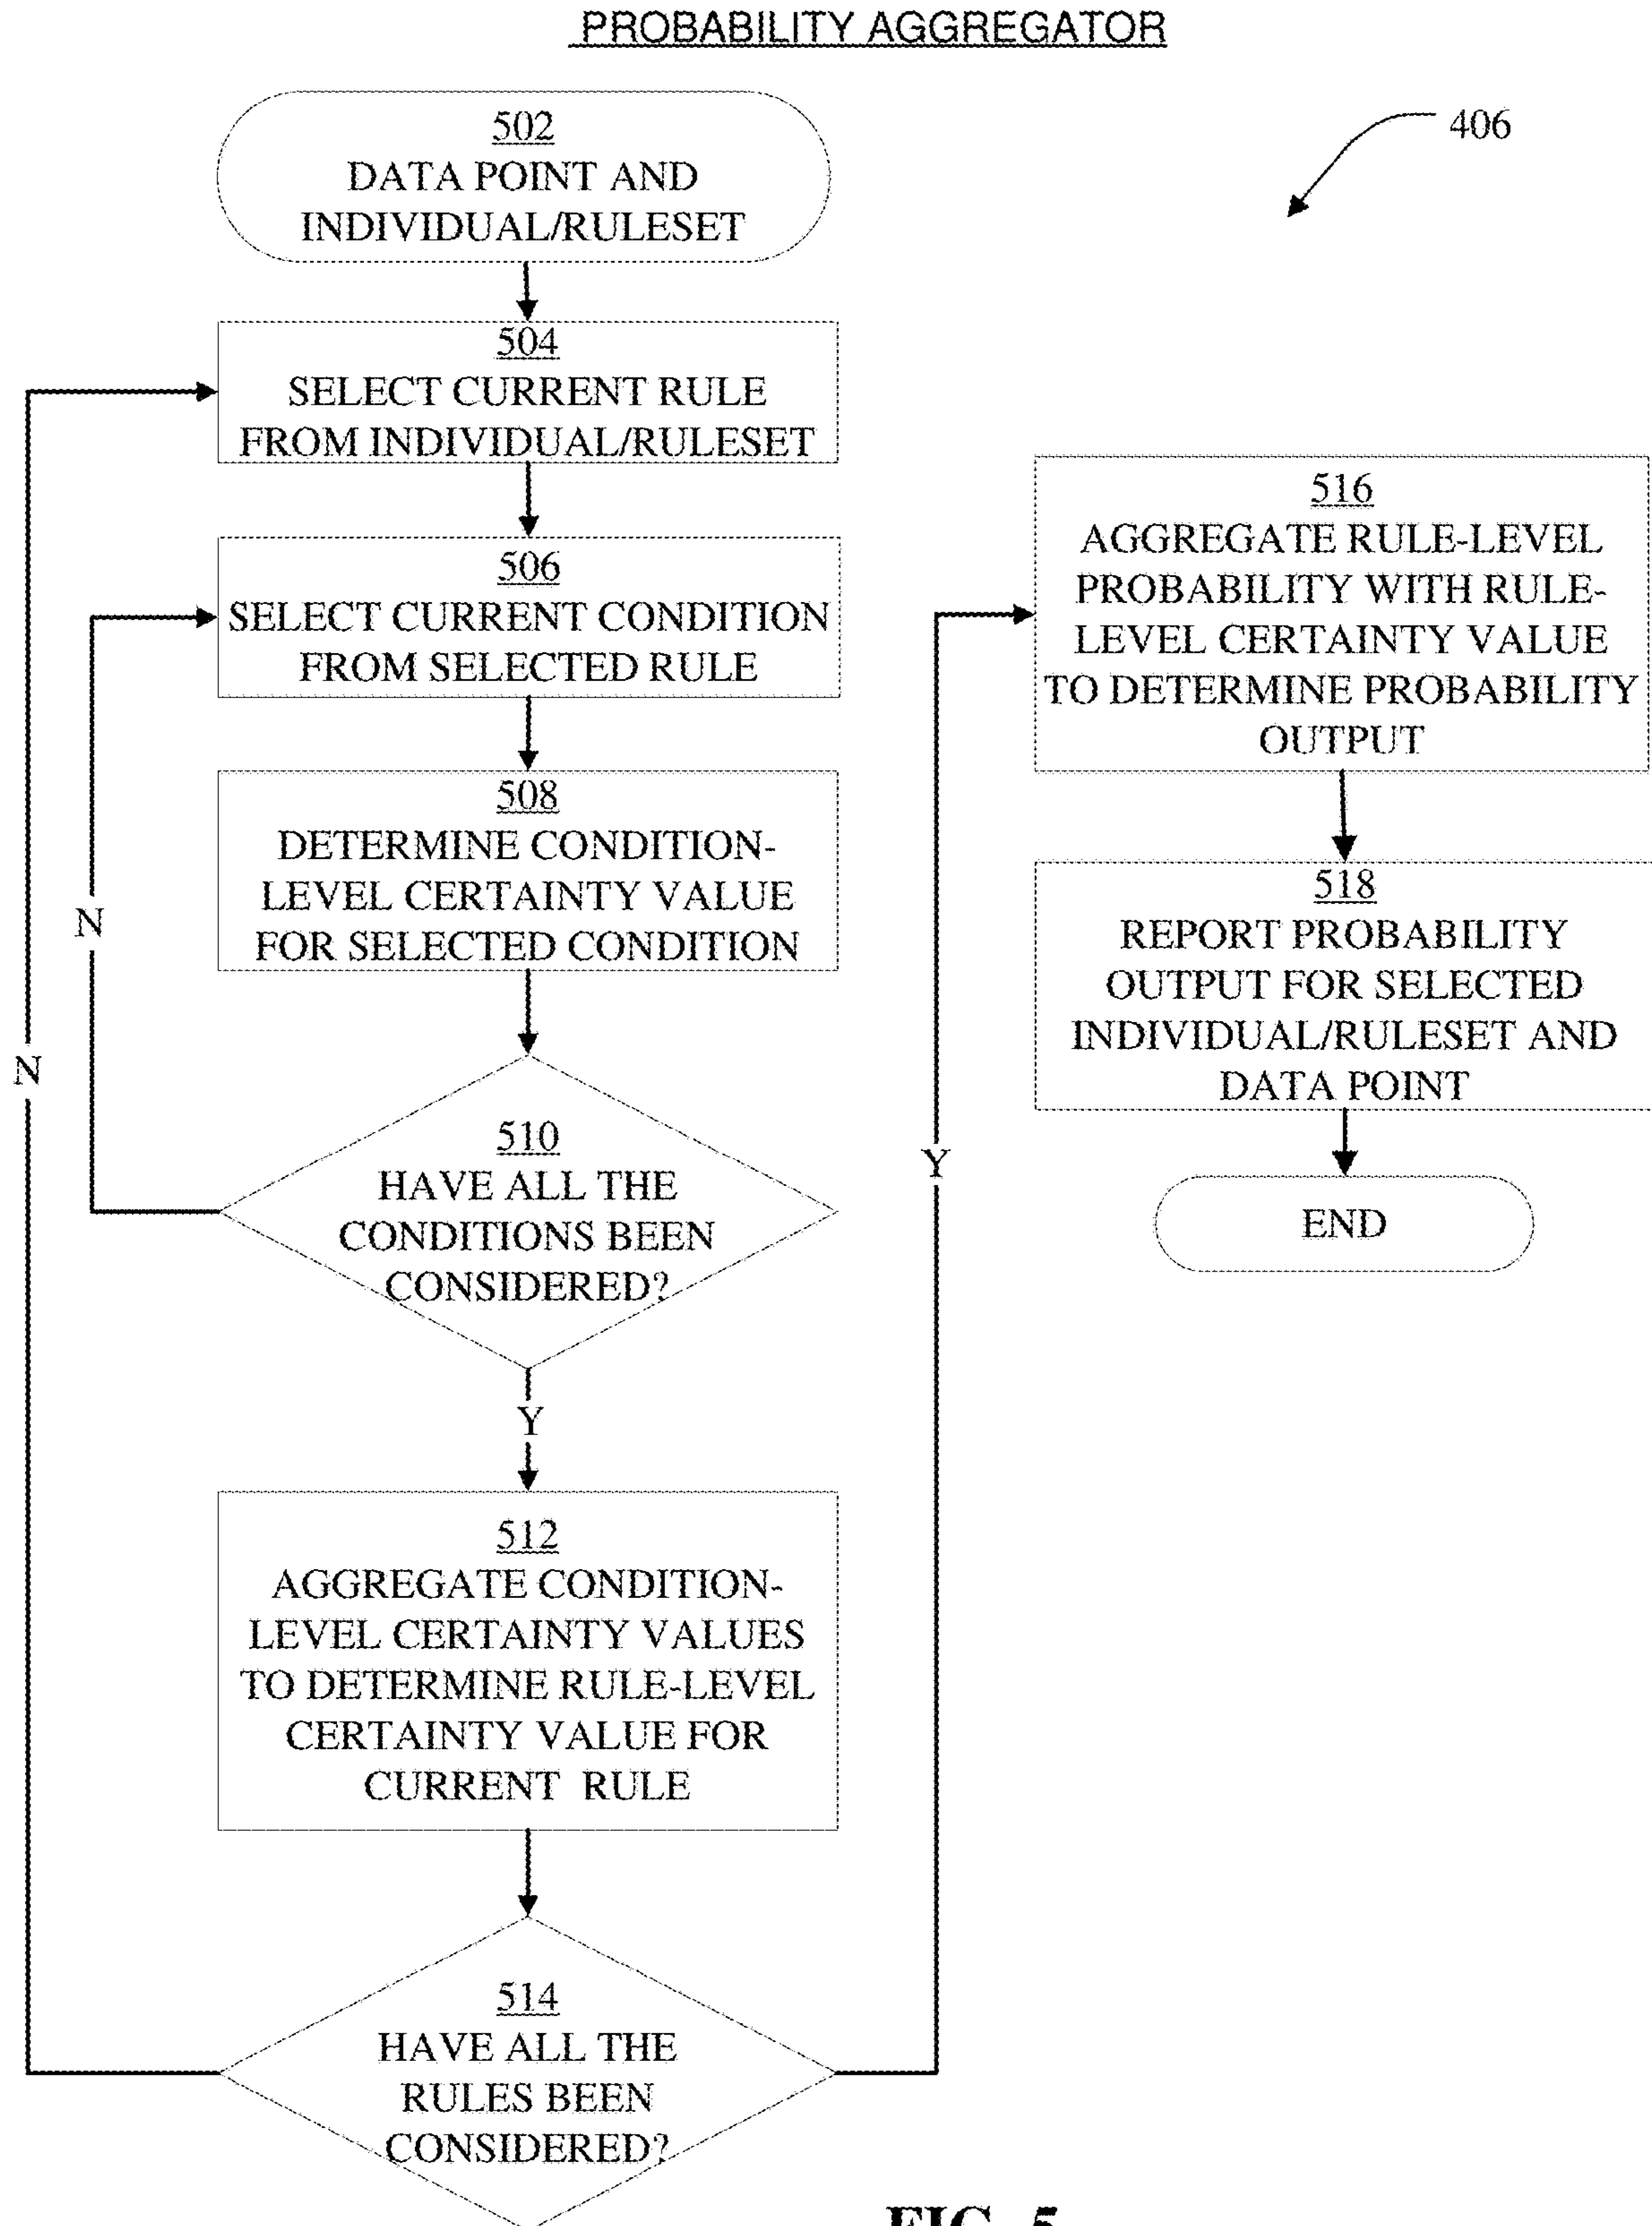 PROBABILITY AGGREGATOR
406
502
DATA POINT AND
INDIVIDUAL/RULESET
504
SELECT CURRENT RULE
FROM INDIVIDUAL/RULESET
506
SELECT CURRENT CONDITION
FROM SELECTED RULE
508
DETERMINE CONDITION-
LEVEL CERTAINTY VALUE
FOR SELECTED CONDITION
N
N
510
HAVE ALL THE
CONDITIONS BEEN
CONSIDERED?
Y
512
AGGREGATE CONDITION-
LEVEL CERTAINTY VALUES
TO DETERMINE RULE-LEVEL
CERTAINTY VALUE FOR
CURRENT RULE
514
HAVE ALL THE
RULES BEEN
CONSIDERED?
Y
516
AGGREGATE RULE-LEVEL
PROBABILITY WITH RULE-
LEVEL CERTAINTY VALUE
TO DETERMINE PROBABILITY
OUTPUT
518
REPORT PROBABILITY
OUTPUT FOR SELECTED
INDIVIDUAL/RULESET AND
DATA POINT
END
FIG. 5